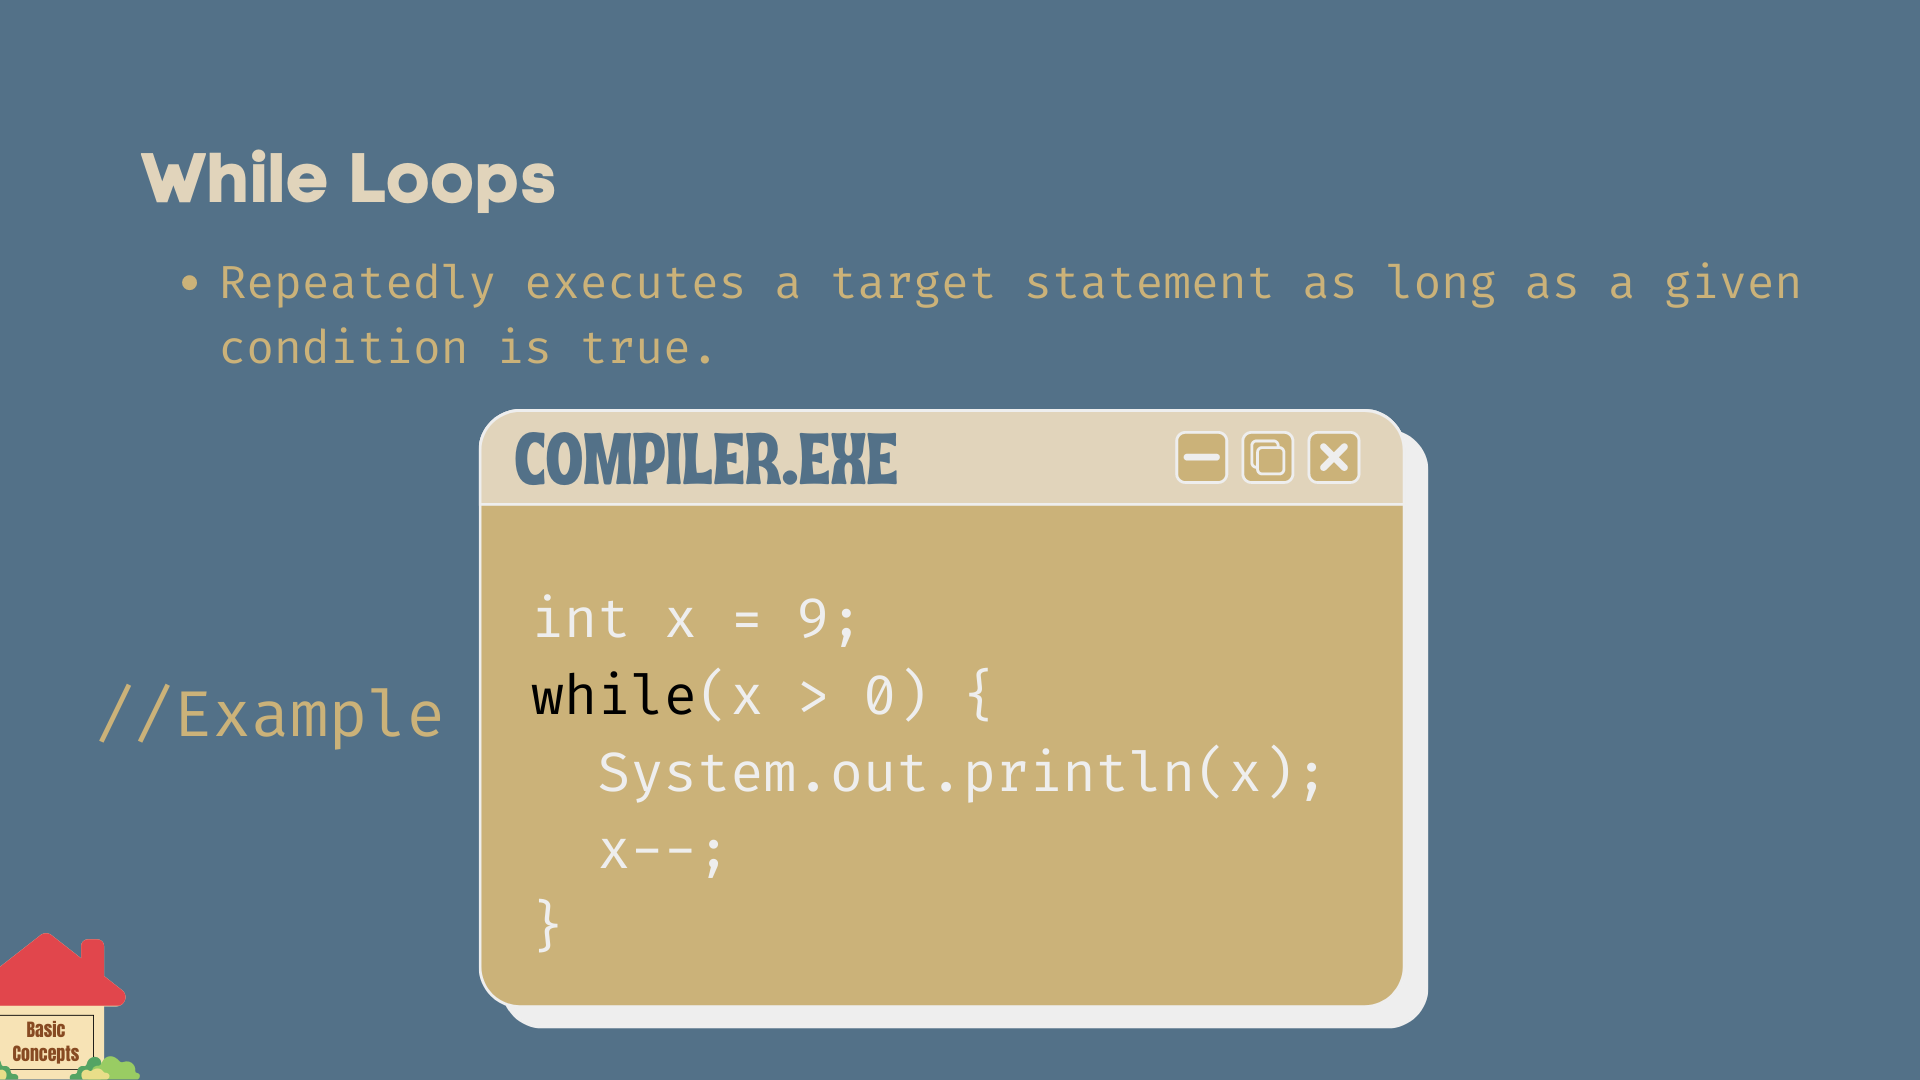 While Loops
• Repeatedly executes a target statement as long as a given
condition is true.
COMPILER.EXE
int x = 9;
while(x > 0) {
  System.out.println(x);
  x--;
}
//Example
Basic
Concepts